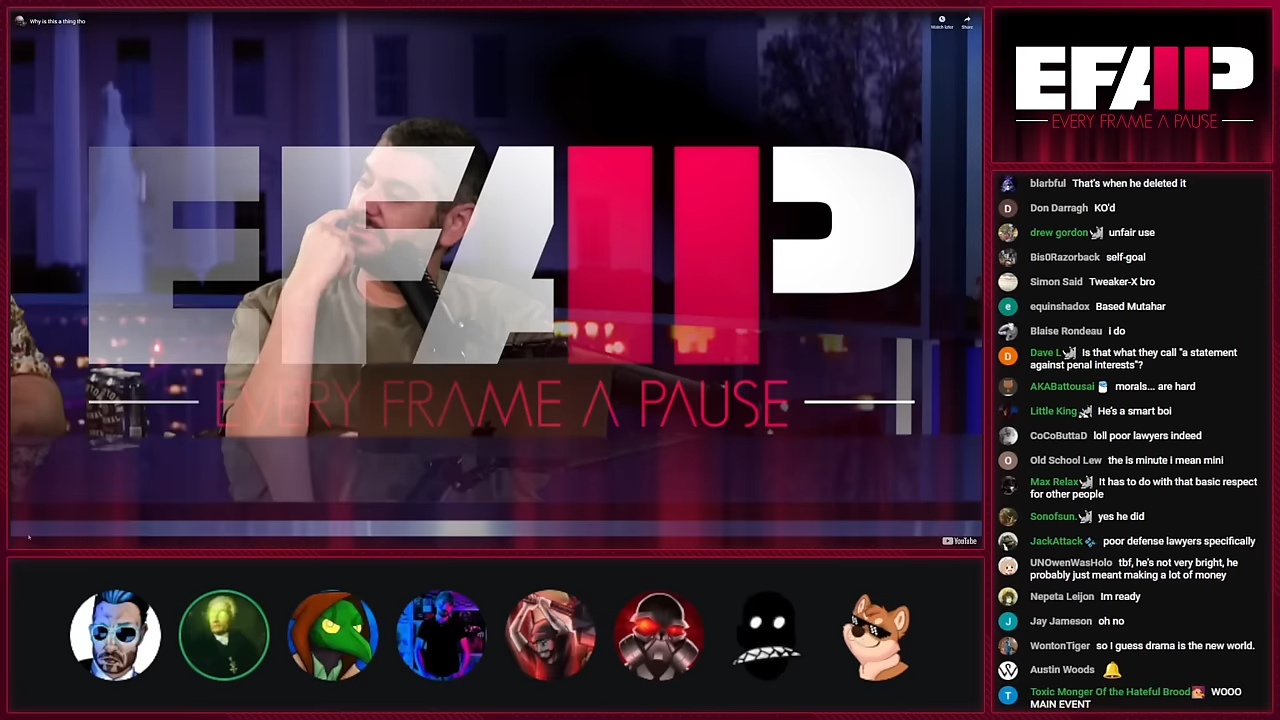 Why is this a thing tho
Watch later
Share
EFAP
EVERY FRAME A PAUSE
YouTube
EFAP
EVERY FRAME A PAUSE
blarbful That's when he deleted it
D
Don Darragh KO'd
drew gordon unfair use
Bis0Razorback self-goal
Simon Said Tweaker-X bro
e
equinshadox Based Mutahar
Blaise Rondeau i do
D
Dave L Is that what they call "a statement
against penal interests"?
AKABattousai morals... are hard
Little King He's a smart boi
CoCoButtaD loll poor lawyers indeed
O
Old School Lew the is minute i mean mini
Max Relax It has to do with that basic respect
for other people
Sonofsun. yes he did
JackAttack poor defense lawyers specifically
UNOwenWasHolo tbf, he's not very bright, he
probably just meant making a lot of money
Nepeta Leijon Im ready
J
Jay Jameson oh no
WontonTiger so I guess drama is the new world.
W
Austin Woods
T
Toxic Monger Of the Hateful Brood WOOO
MAIN EVENT